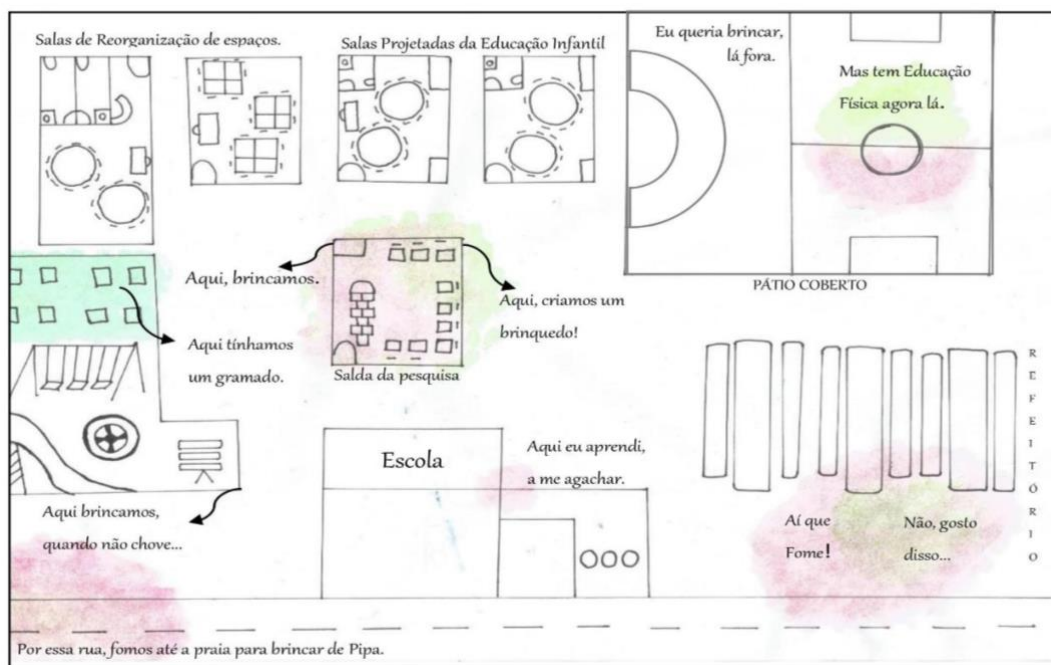 Salas de Reorganização de espaços.
Salas Projetadas da Educação Infantil
Eu queria brincar,
lá fora.
Mas tem Educação
Física agora lá.
PÁTIO COBERTO
Aqui, brincamos.
Aqui, criamos um
brinquedo!
Salda da pesquisa
Aqui tínhamos
um gramado.
Aqui brincamos,
quando não chove...
Escola
Aqui eu aprendi,
a me agachar.
REFEITÓRIO
Aí que
Fome!
Não, gosto
disso...
Por essa rua, fomos até a praia para brincar de Pipa.